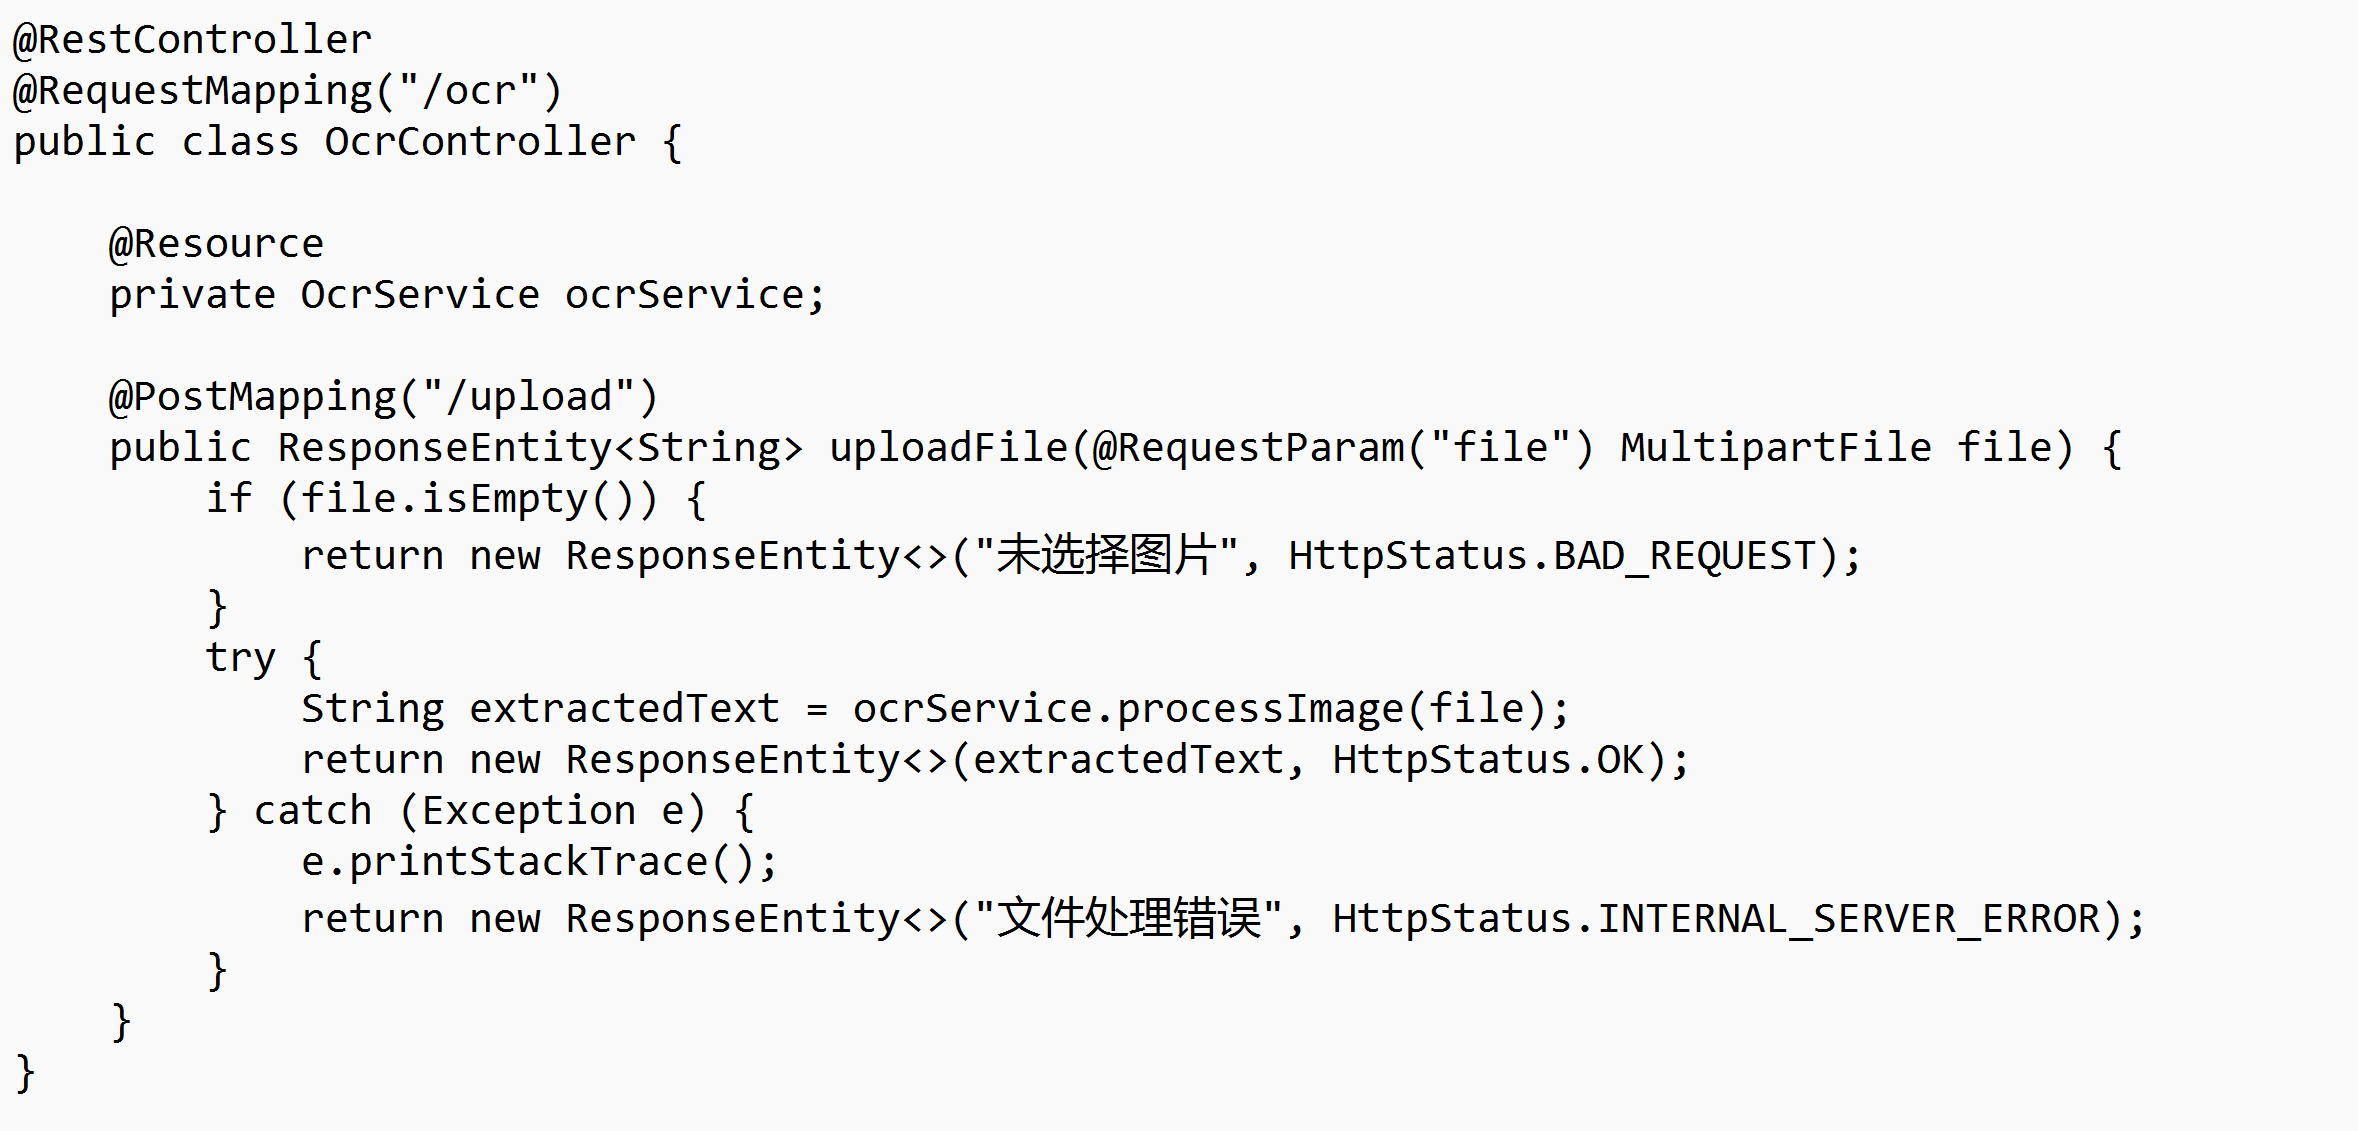 @RestController
@RequestMapping("/ocr")
public class OcrController {

    @Resource
    private OcrService ocrService;

    @PostMapping("/upload")
    public ResponseEntity<String> uploadFile(@RequestParam("file") MultipartFile file) {
        if (file.isEmpty()) {
            return new ResponseEntity<>("未选择图片", HttpStatus.BAD_REQUEST);
        }
        try {
            String extractedText = ocrService.processImage(file);
            return new ResponseEntity<>(extractedText, HttpStatus.OK);
        } catch (Exception e) {
            e.printStackTrace();
            return new ResponseEntity<>("文件处理错误", HttpStatus.INTERNAL_SERVER_ERROR);
        }
    }
}